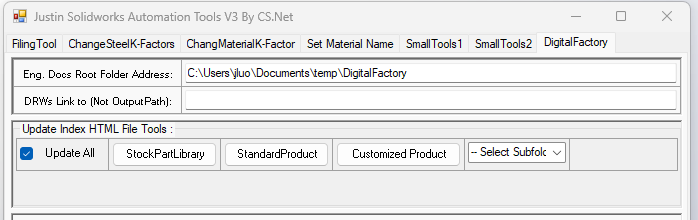 Justin Solidworks Automation Tools V3 By CS.Net
FilingTool ChangeSteelK-Factors ChangMaterialK-Factor Set Material Name SmallTools1 SmallTools2 DigitalFactory
Eng. Docs Root Folder Address: C:\Users\jluo\Documents\temp\DigitalFactory
DRWs Link to (Not OutputPath):
Update Index HTML File Tools :
Update All StockPartLibrary StandardProduct Customized Product -- Select Subfold